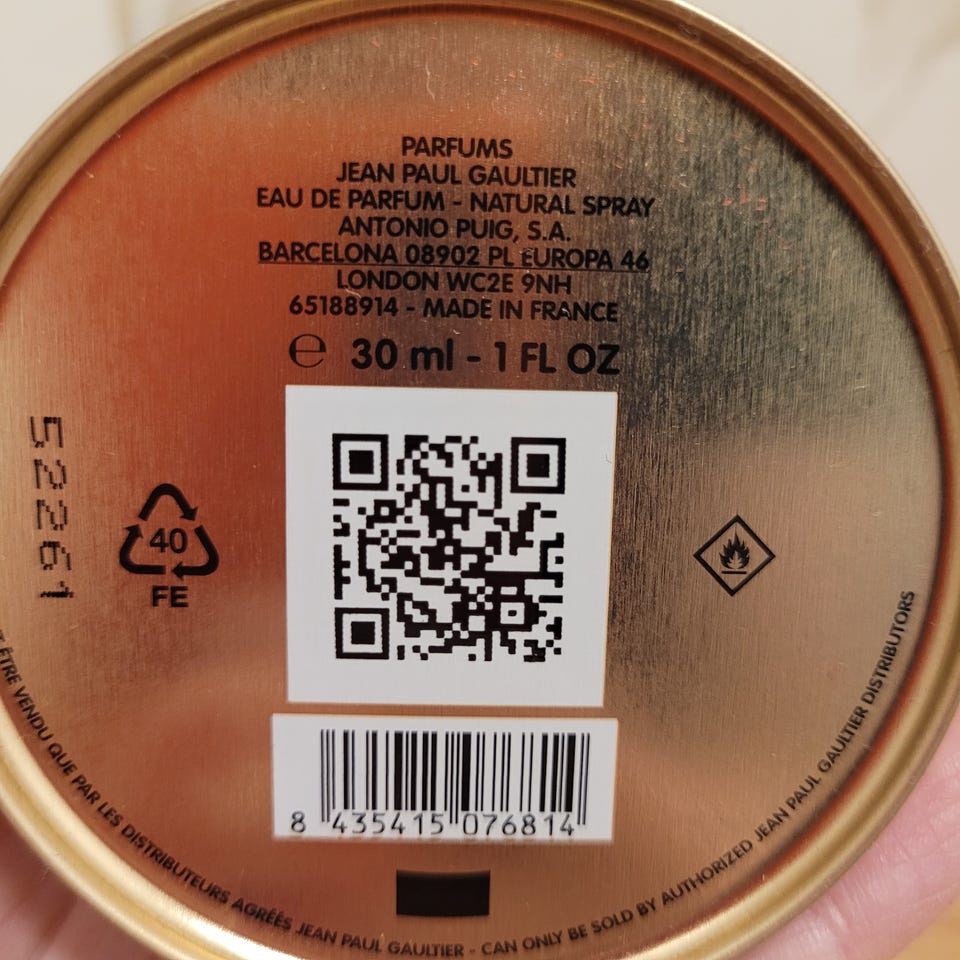 PARFUMS
JEAN PAUL GAULTIER
EAU DE PARFUM - NATURAL SPRAY
ANTONIO PUIG, S.A.
BARCELONA 08902 PL EUROPA 46
LONDON WC2E 9NH
65188914 - MADE IN FRANCE
℮ 30 ml - 1 FL OZ
52261
40
FE
8 435415 076814
ÊTRE VENDU QUE PAR LES DISTRIBUTEURS AGRÉÉS JEAN PAUL GAULTIER - CAN ONLY BE SOLD BY AUTHORIZED JEAN PAUL GAULTIER DISTRIBUTORS